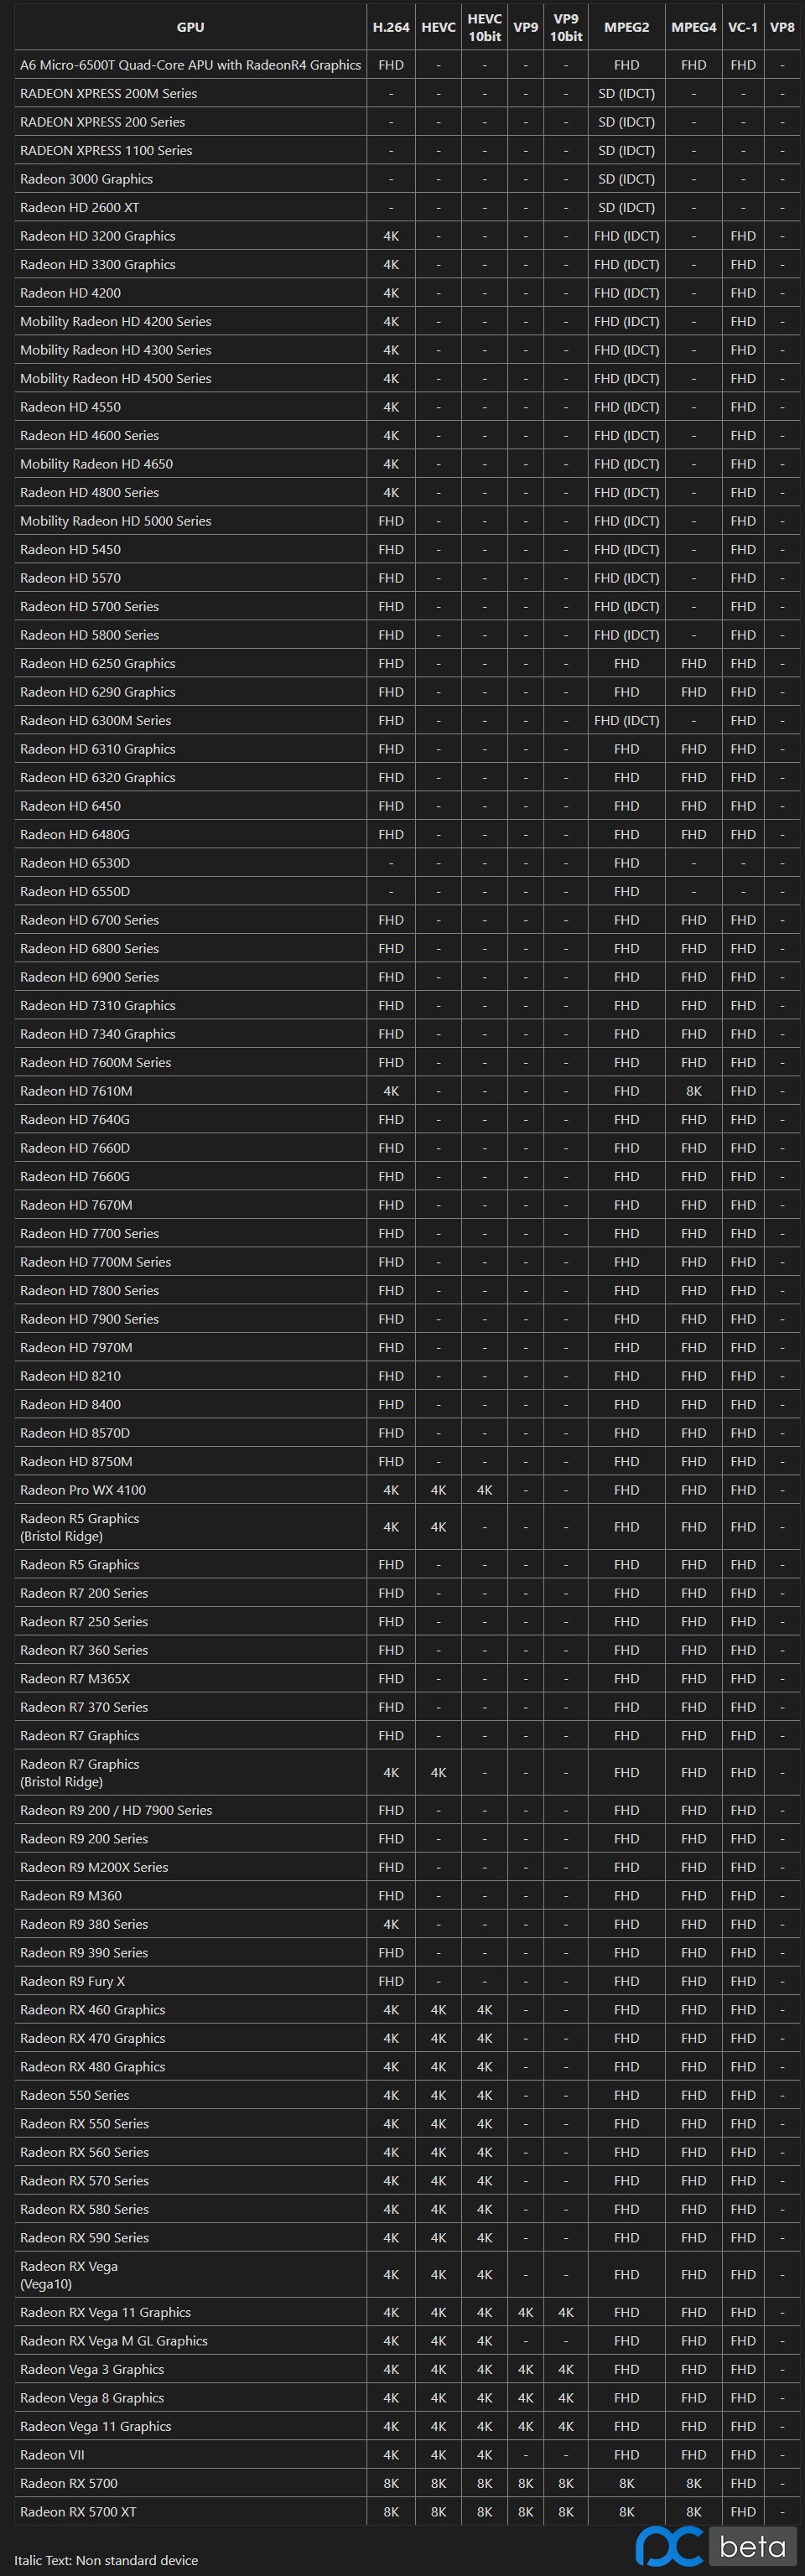 GPU H.264 HEVC HEVC 10bit VP9 VP9 10bit MPEG2 MPEG4 VC-1 VP8
A6 Micro-6500T Quad-Core APU with RadeonR4 Graphics FHD - - - - FHD FHD FHD -
RADEON XPRESS 200M Series - - - - - SD (IDCT) - - -
RADEON XPRESS 200 Series - - - - - SD (IDCT) - - -
RADEON XPRESS 1100 Series - - - - - SD (IDCT) - - -
Radeon 3000 Graphics - - - - - SD (IDCT) - - -
Radeon HD 2600 XT - - - - - SD (IDCT) - - -
Radeon HD 3200 Graphics 4K - - - - FHD (IDCT) - FHD -
Radeon HD 3300 Graphics 4K - - - - FHD (IDCT) - FHD -
Radeon HD 4200 4K - - - - FHD (IDCT) - FHD -
Mobility Radeon HD 4200 Series 4K - - - - FHD (IDCT) - FHD -
Mobility Radeon HD 4300 Series 4K - - - - FHD (IDCT) - FHD -
Mobility Radeon HD 4500 Series 4K - - - - FHD (IDCT) - FHD -
Radeon HD 4550 4K - - - - FHD (IDCT) - FHD -
Radeon HD 4600 Series 4K - - - - FHD (IDCT) - FHD -
Mobility Radeon HD 4650 4K - - - - FHD (IDCT) - FHD -
Radeon HD 4800 Series 4K - - - - FHD (IDCT) - FHD -
Mobility Radeon HD 5000 Series FHD - - - - FHD (IDCT) - FHD -
Radeon HD 5450 FHD - - - - FHD (IDCT) - FHD -
Radeon HD 5570 FHD - - - - FHD (IDCT) - FHD -
Radeon HD 5700 Series FHD - - - - FHD (IDCT) - FHD -
Radeon HD 5800 Series FHD - - - - FHD (IDCT) - FHD -
Radeon HD 6250 Graphics FHD - - - - FHD FHD FHD -
Radeon HD 6290 Graphics FHD - - - - FHD FHD FHD -
Radeon HD 6300M Series FHD - - - - FHD (IDCT) - FHD -
Radeon HD 6310 Graphics FHD - - - - FHD FHD FHD -
Radeon HD 6320 Graphics FHD - - - - FHD FHD FHD -
Radeon HD 6450 FHD - - - - FHD FHD FHD -
Radeon HD 6480G FHD - - - - FHD FHD FHD -
Radeon HD 6530D - - - - - FHD - - -
Radeon HD 6550D - - - - - FHD - - -
Radeon HD 6700 Series FHD - - - - FHD FHD FHD -
Radeon HD 6800 Series FHD - - - - FHD FHD FHD -
Radeon HD 6900 Series FHD - - - - FHD FHD FHD -
Radeon HD 7310 Graphics FHD - - - - FHD FHD FHD -
Radeon HD 7340 Graphics FHD - - - - FHD FHD FHD -
Radeon HD 7600M Series FHD - - - - FHD FHD FHD -
Radeon HD 7610M 4K - - - - FHD 8K FHD -
Radeon HD 7640G FHD - - - - FHD FHD FHD -
Radeon HD 7660D FHD - - - - FHD FHD FHD -
Radeon HD 7660G FHD - - - - FHD FHD FHD -
Radeon HD 7670M FHD - - - - FHD FHD FHD -
Radeon HD 7700 Series FHD - - - - FHD FHD FHD -
Radeon HD 7700M Series FHD - - - - FHD FHD FHD -
Radeon HD 7800 Series FHD - - - - FHD FHD FHD -
Radeon HD 7900 Series FHD - - - - FHD FHD FHD -
Radeon HD 7970M FHD - - - - FHD FHD FHD -
Radeon HD 8210 FHD - - - - FHD FHD FHD -
Radeon HD 8400 FHD - - - - FHD FHD FHD -
Radeon HD 8570D FHD - - - - FHD FHD FHD -
Radeon HD 8750M FHD - - - - FHD FHD FHD -
Radeon Pro WX 4100 4K 4K 4K - - FHD FHD FHD -
Radeon R5 Graphics
(Bristol Ridge) 4K 4K - - - FHD FHD FHD -
Radeon R5 Graphics FHD - - - - FHD FHD FHD -
Radeon R7 200 Series FHD - - - - FHD FHD FHD -
Radeon R7 250 Series FHD - - - - FHD FHD FHD -
Radeon R7 360 Series FHD - - - - FHD FHD FHD -
Radeon R7 M365X FHD - - - - FHD FHD FHD -
Radeon R7 370 Series FHD - - - - FHD FHD FHD -
Radeon R7 Graphics FHD - - - - FHD FHD FHD -
Radeon R7 Graphics
(Bristol Ridge) 4K 4K - - - FHD FHD FHD -
Radeon R9 200 / HD 7900 Series FHD - - - - FHD FHD FHD -
Radeon R9 200 Series FHD - - - - FHD FHD FHD -
Radeon R9 M200X Series FHD - - - - FHD FHD FHD -
Radeon R9 M360 FHD - - - - FHD FHD FHD -
Radeon R9 380 Series 4K - - - - FHD FHD FHD -
Radeon R9 390 Series FHD - - - - FHD FHD FHD -
Radeon R9 Fury X FHD - - - - FHD FHD FHD -
Radeon RX 460 Graphics 4K 4K 4K - - FHD FHD FHD -
Radeon RX 470 Graphics 4K 4K 4K - - FHD FHD FHD -
Radeon RX 480 Graphics 4K 4K 4K - - FHD FHD FHD -
Radeon 550 Series 4K 4K 4K - - FHD FHD FHD -
Radeon RX 550 Series 4K 4K 4K - - FHD FHD FHD -
Radeon RX 560 Series 4K 4K 4K - - FHD FHD FHD -
Radeon RX 570 Series 4K 4K 4K - - FHD FHD FHD -
Radeon RX 580 Series 4K 4K 4K - - FHD FHD FHD -
Radeon RX 590 Series 4K 4K 4K - - FHD FHD FHD -
Radeon RX Vega
(Vega10) 4K 4K 4K - - FHD FHD FHD -
Radeon RX Vega 11 Graphics 4K 4K 4K 4K 4K FHD FHD FHD -
Radeon RX Vega M GL Graphics 4K 4K 4K - - FHD FHD FHD -
Radeon Vega 3 Graphics 4K 4K 4K 4K 4K FHD FHD FHD -
Radeon Vega 8 Graphics 4K 4K 4K 4K 4K FHD FHD FHD -
Radeon Vega 11 Graphics 4K 4K 4K 4K 4K FHD FHD FHD -
Radeon VII 4K 4K 4K - - FHD FHD FHD -
Radeon RX 5700 8K 8K 8K 8K 8K 8K 8K FHD -
Radeon RX 5700 XT 8K 8K 8K 8K 8K 8K 8K FHD -
Italic Text: Non standard device
pc beta